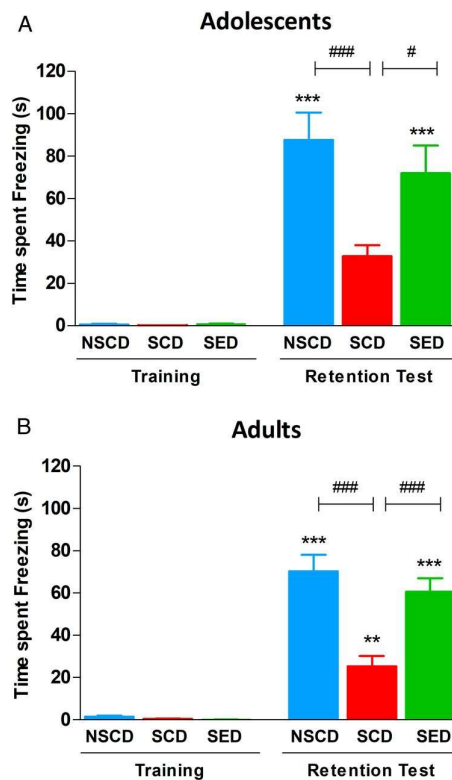 A
Adolescents
### #
*** ***
Time spent Freezing (s)
120
100
80
60
40
20
0
NSCD SCD SED NSCD SCD SED
Training Retention Test
B
Adults
### ###
*** ** ***
Time spent Freezing (s)
120
100
80
60
40
20
0
NSCD SCD SED NSCD SCD SED
Training Retention Test